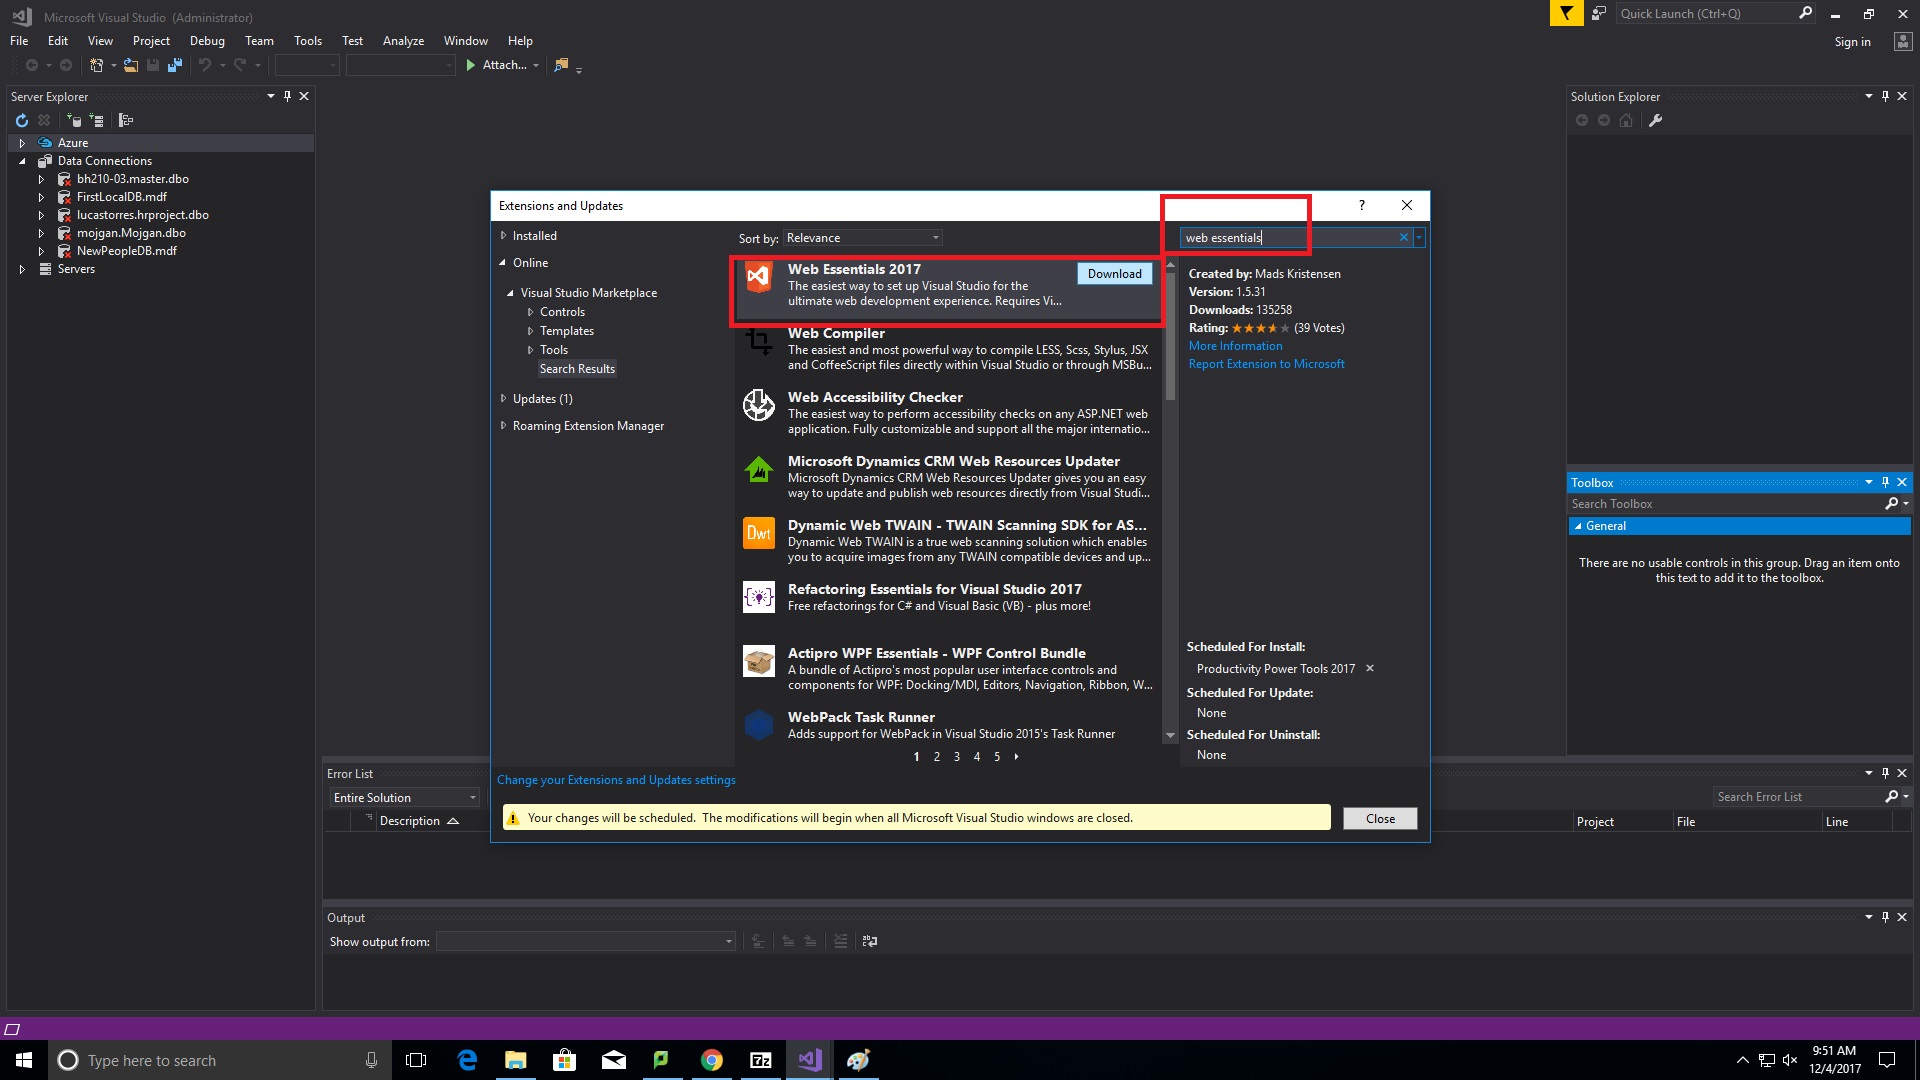 Microsoft Visual Studio (Administrator)
Quick Launch (Ctrl+Q)
File Edit View Project Debug Team Tools Test Analyze Window Help
Sign in
Attach...
Server Explorer
Azure
Data Connections
bh210-03.master.dbo
FirstLocalDB.mdf
lucastorres.hrproject.dbo
mojgan.Mojgan.dbo
NewPeopleDB.mdf
Servers
Extensions and Updates
?
Installed
Online
Visual Studio Marketplace
Controls
Templates
Tools
Search Results
Updates (1)
Roaming Extension Manager
Sort by: Relevance
web essentials
Web Essentials 2017
Download
The easiest way to set up Visual Studio for the
ultimate web development experience. Requires Vi...
Web Compiler
The easiest and most powerful way to compile LESS, Scss, Stylus, JSX
and CoffeeScript files directly within Visual Studio or through MSBu...
Web Accessibility Checker
The easiest way to perform accessibility checks on any ASP.NET web
application. Fully customizable and support all the major internatio...
Microsoft Dynamics CRM Web Resources Updater
Microsoft Dynamics CRM Web Resources Updater gives you an easy
way to update and publish web resources directly from Visual Studi...
Dwt
Dynamic Web TWAIN - TWAIN Scanning SDK for AS...
Dynamic Web TWAIN is a true web scanning solution which enables
you to acquire images from any TWAIN compatible devices and up...
Refactoring Essentials for Visual Studio 2017
Free refactorings for C# and Visual Basic (VB) - plus more!
Actipro WPF Essentials - WPF Control Bundle
A bundle of Actipro's most popular user interface controls and
components for WPF: Docking/MDI, Editors, Navigation, Ribbon, W...
WebPack Task Runner
Adds support for WebPack in Visual Studio 2015's Task Runner
1 2 3 4 5
Created by: Mads Kristensen
Version: 1.5.31
Downloads: 135258
Rating: (39 Votes)
More Information
Report Extension to Microsoft
Scheduled For Install:
Productivity Power Tools 2017
Scheduled For Update:
None
Scheduled For Uninstall:
None
Change your Extensions and Updates settings
Your changes will be scheduled. The modifications will begin when all Microsoft Visual Studio windows are closed.
Close
Solution Explorer
Toolbox
Search Toolbox
General
There are no usable controls in this group. Drag an item onto
this text to add it to the toolbox.
Error List
Entire Solution
Search Error List
Description
Project
File
Line
Output
Show output from:
Type here to search
7z
9:51 AM
12/4/2017